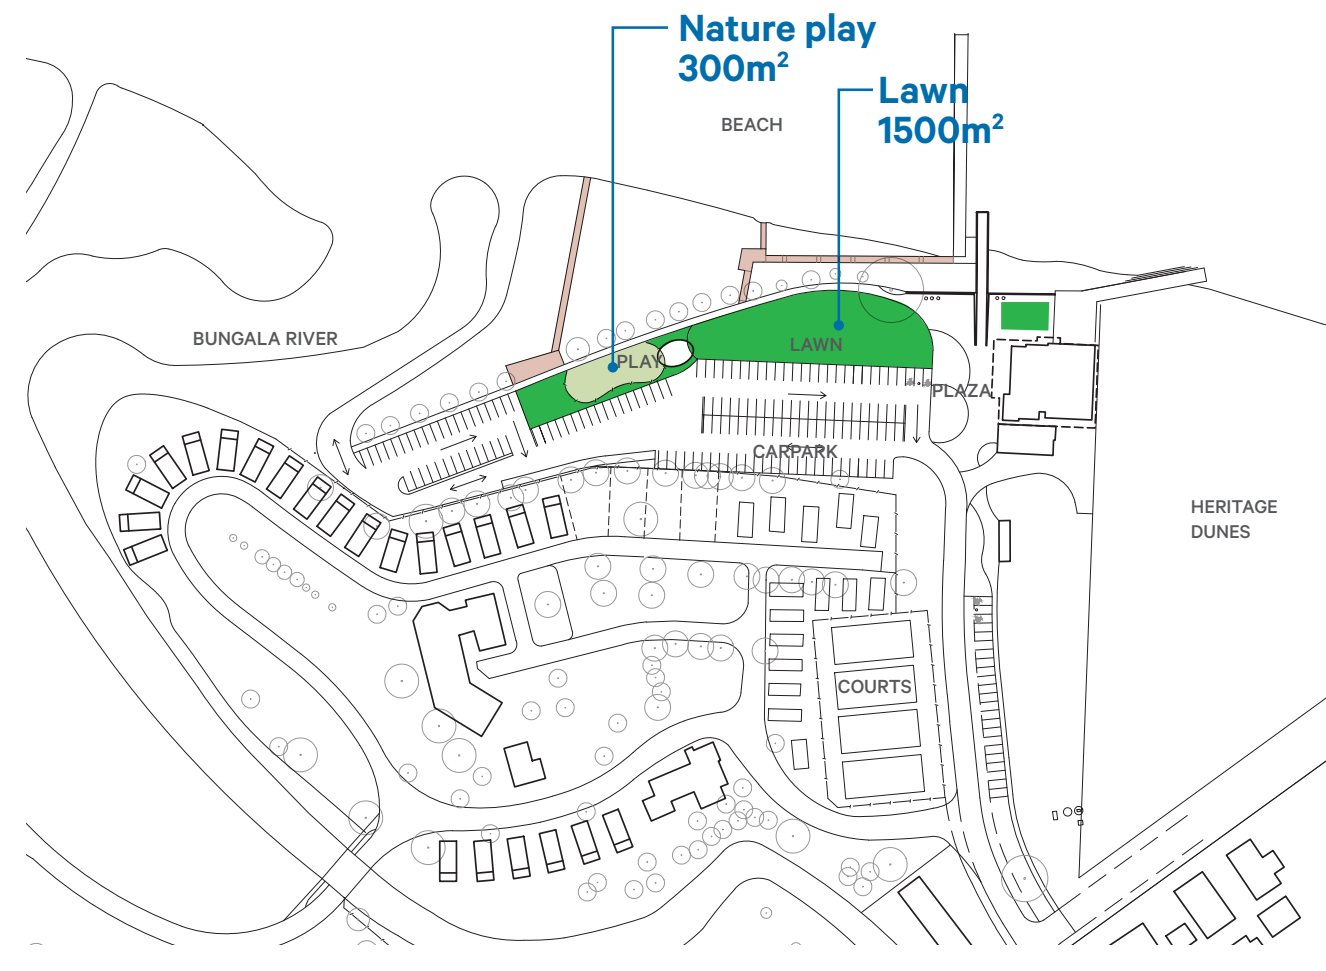 Nature play
300m²
Lawn
1500m²
BEACH
BUNGALA RIVER
PLAY
LAWN
PLAZA
CARPARK
HERITAGE
DUNES
COURTS